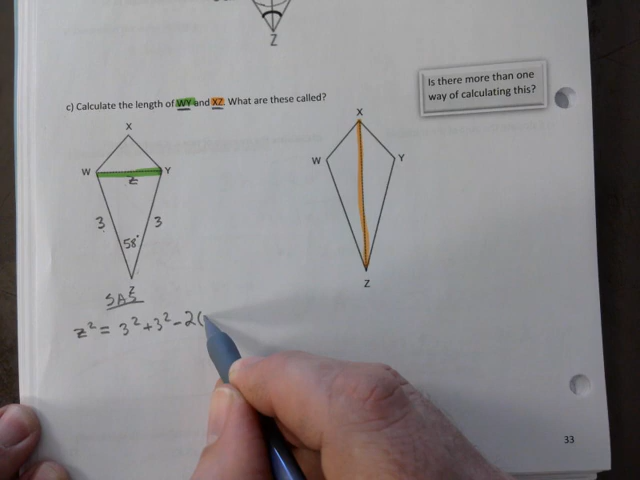 Z
c) Calculate the length of WY and XZ. What are these called?
Is there more than one
way of calculating this?
X
W
Y
z
3
3
58°
Z
X
W
Y
Z
SAS
z² = 3² + 3² - 2(
33